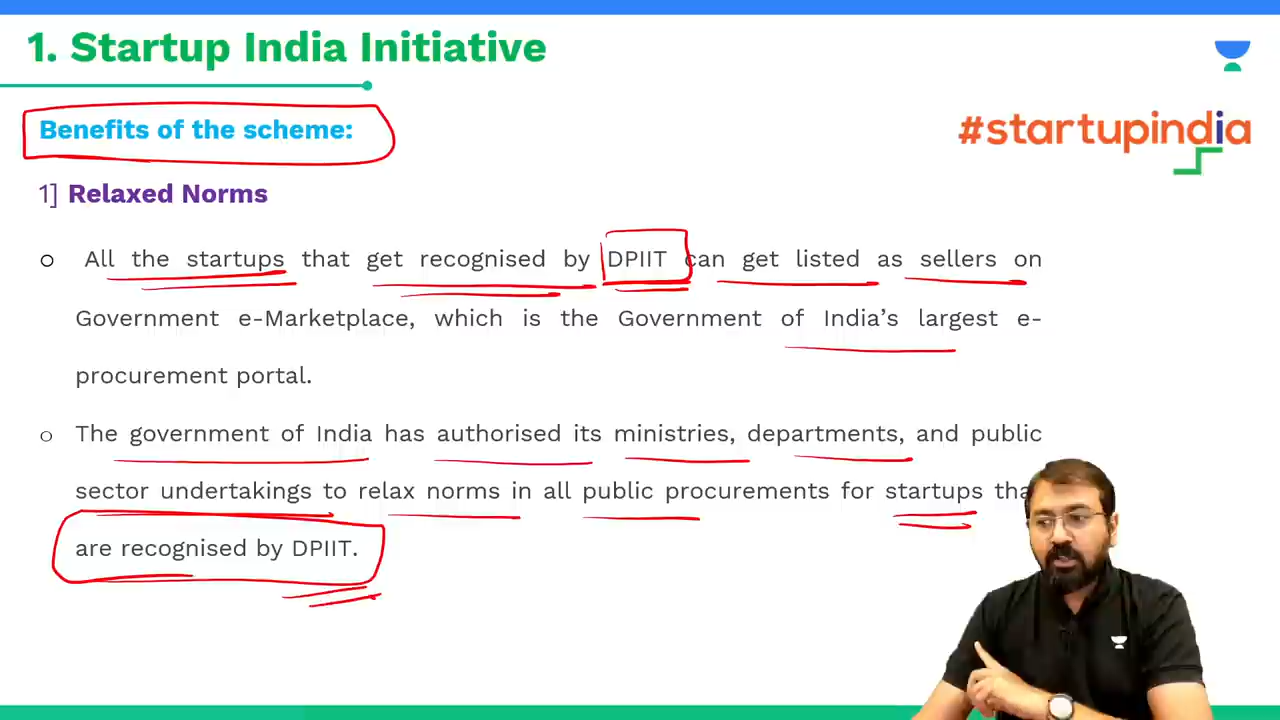 1. Startup India Initiative
Benefits of the scheme:
#startupindia
1] Relaxed Norms
o All the startups that get recognised by DPIIT can get listed as sellers on
Government e-Marketplace, which is the Government of India's largest e-
procurement portal.
o The government of India has authorised its ministries, departments, and public
sector undertakings to relax norms in all public procurements for startups tha
are recognised by DPIIT.